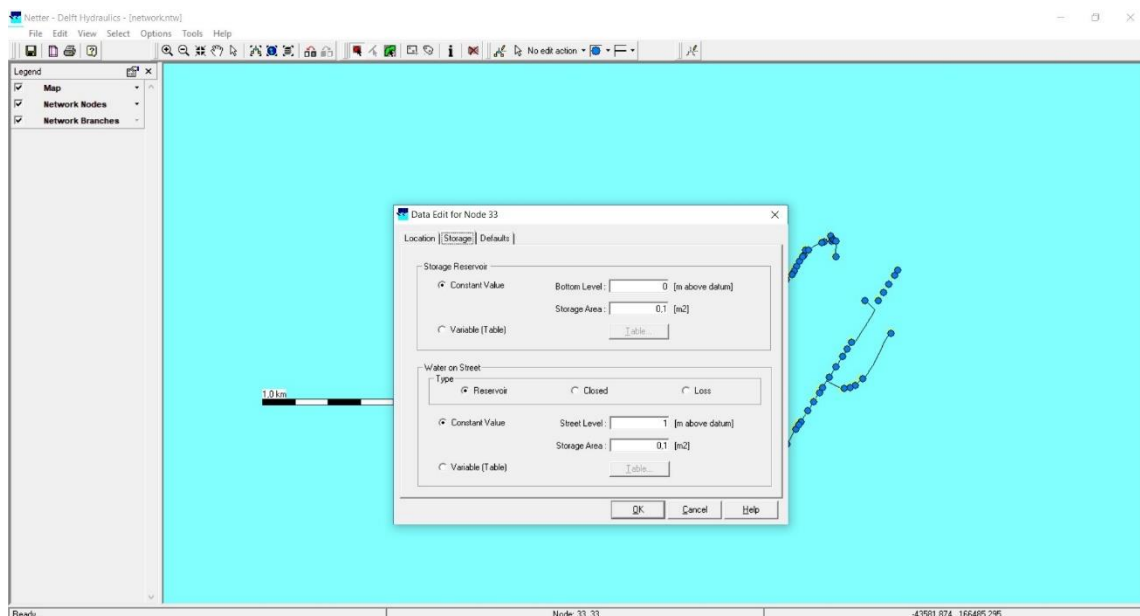 Netter - Delft Hydraulics - [network.ntw]
File Edit View Select Options Tools Help
No edit action
Legend
Map
Network Nodes
Network Branches
1,0 km
Data Edit for Node 33
Location Storage Defaults
Storage Reservoir
Constant Value Bottom Level : 0 [m above datum]
Storage Area : 0,1 [m2]
Variable (Table) Table...
Water on Street
Type
Reservoir Closed Loss
Constant Value Street Level : 1 [m above datum]
Storage Area : 0,1 [m2]
Variable (Table) Table...
OK Cancel Help
Ready Node: 33, 33 -43581.874, 166485.295